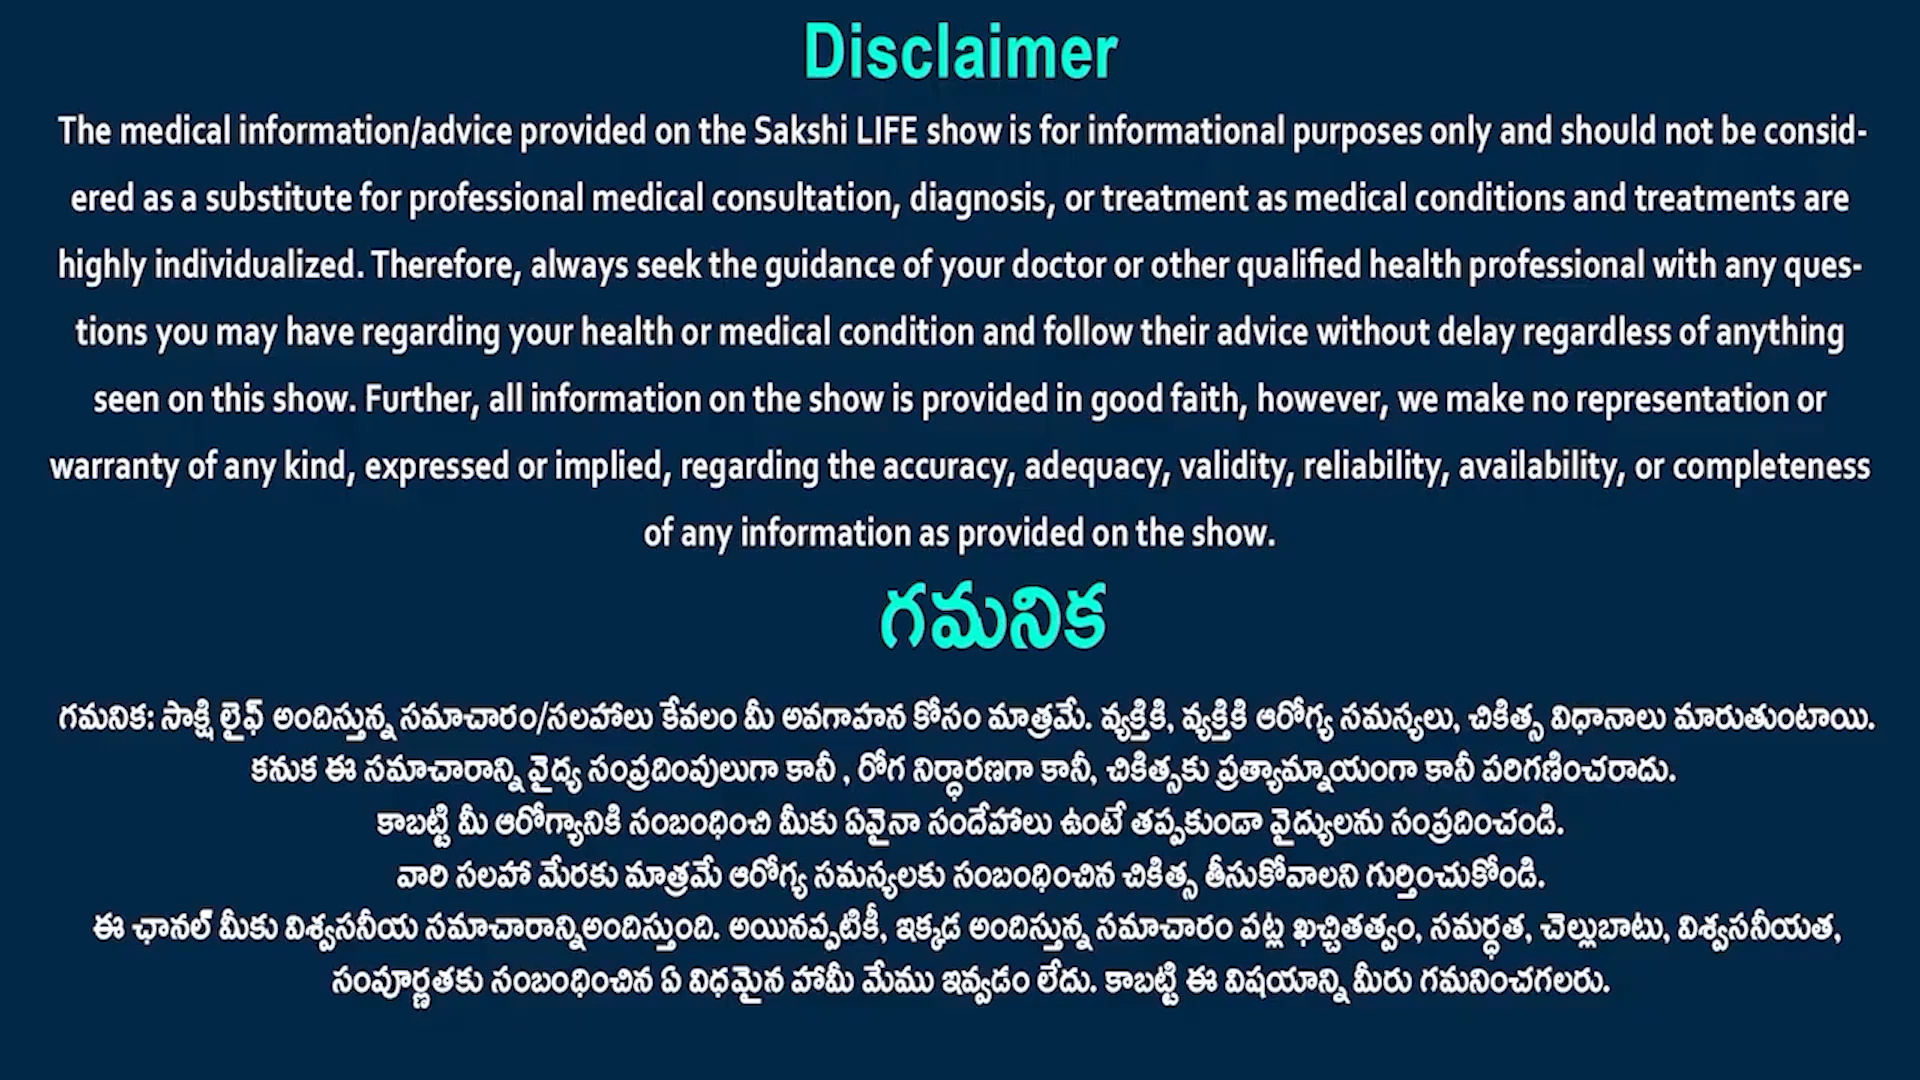 Disclaimer
The medical information/advice provided on the Sakshi LIFE show is for informational purposes only and should not be consid-
ered as a substitute for professional medical consultation, diagnosis, or treatment as medical conditions and treatments are
highly individualized. Therefore, always seek the guidance of your doctor or other qualified health professional with any ques-
tions you may have regarding your health or medical condition and follow their advice without delay regardless of anything
seen on this show. Further, all information on the show is provided in good faith, however, we make no representation or
warranty of any kind, expressed or implied, regarding the accuracy, adequacy, validity, reliability, availability, or completeness
of any information as provided on the show.
గమనిక
గమనిక: సాక్షి లైఫ్ అందిస్తున్న సమాచారం/సలహాలు కేవలం మీ అవగాహన కోసం మాత్రమే. వ్యక్తికి, వ్యక్తికి ఆరోగ్య సమస్యలు, చికిత్స విధానాలు మారుతుంటాయి.
కనుక ఈ సమాచారాన్ని వైద్య సంప్రదింపులుగా కానీ , రోగ నిర్ధారణగా కానీ, చికిత్సకు ప్రత్యామ్నాయంగా కానీ పరిగణించరాదు.
కాబట్టి మీ ఆరోగ్యానికి సంబంధించి మీకు ఏవైనా సందేహాలు ఉంటే తప్పకుండా వైద్యులను సంప్రదించండి.
వారి సలహా మేరకు మాత్రమే ఆరోగ్య సమస్యలకు సంబంధించిన చికిత్స తీసుకోవాలని గుర్తించుకోండి.
ఈ ఛానల్ మీకు విశ్వసనీయ సమాచారాన్నిఅందిస్తుంది. అయినప్పటికీ, ఇక్కడ అందిస్తున్న సమాచారం పట్ల ఖచ్చితత్వం, సమర్ధత, చెల్లుబాటు, విశ్వసనీయత,
సంపూర్ణతకు సంబంధించిన ఏ విధమైన హామీ మేము ఇవ్వడం లేదు. కాబట్టి ఈ విషయాన్ని మీరు గమనించగలరు.